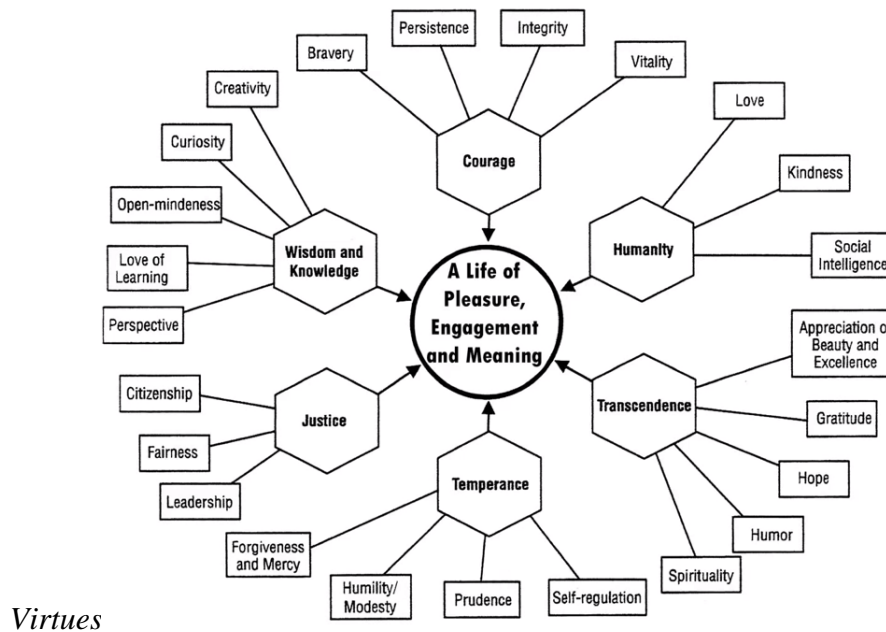 Persistence
Integrity
Bravery
Vitality
Creativity
Love
Curiosity
Courage
Kindness
Open-mindeness
Wisdom and
Knowledge
Humanity
Social
Intelligence
Love of
Learning
A Life of
Pleasure,
Engagement
and Meaning
Perspective
Appreciation o
Beauty and
Excellence
Citizenship
Justice
Transcendence
Gratitude
Fairness
Leadership
Temperance
Hope
Forgiveness
and Mercy
Humor
Humility/
Modesty
Prudence
Self-regulation
Spirituality
Virtues